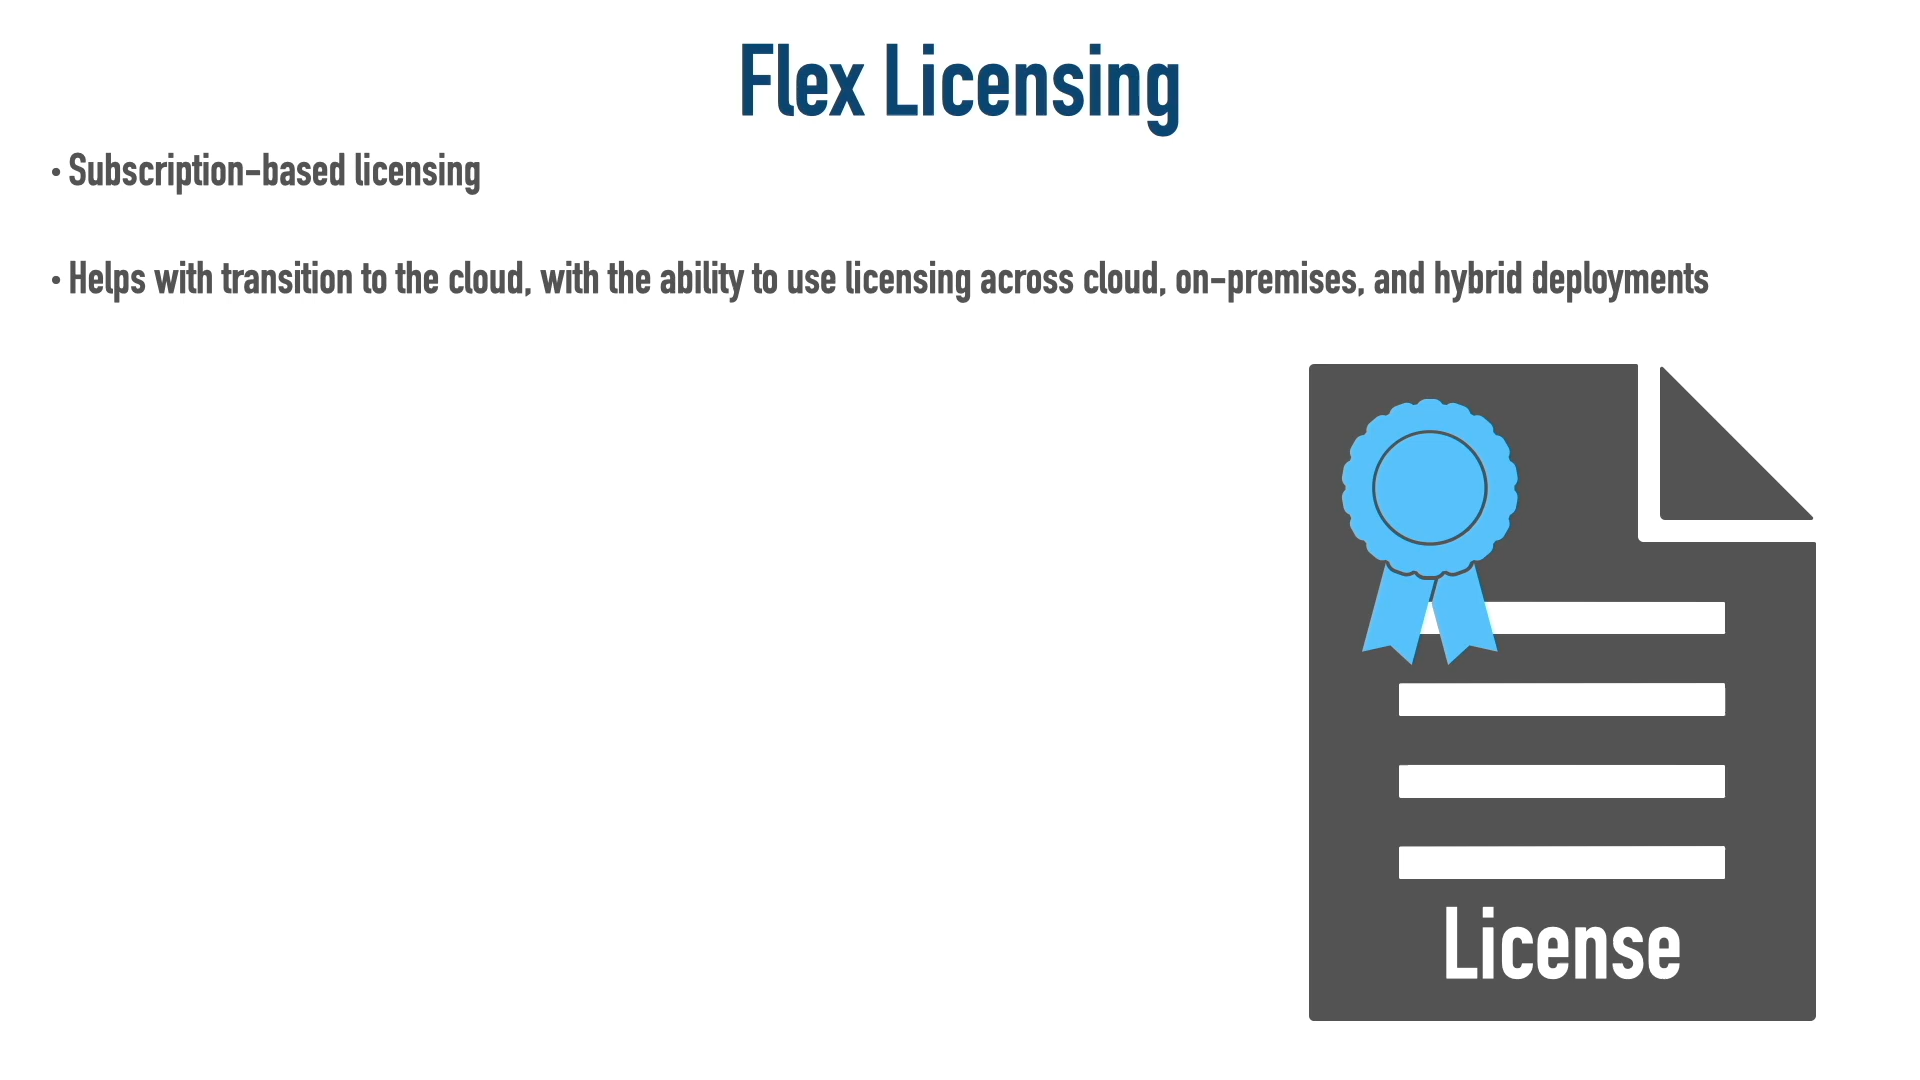 Flex Licensing
• Subscription-based licensing
• Helps with transition to the cloud, with the ability to use licensing across cloud, on-premises, and hybrid deployments
License